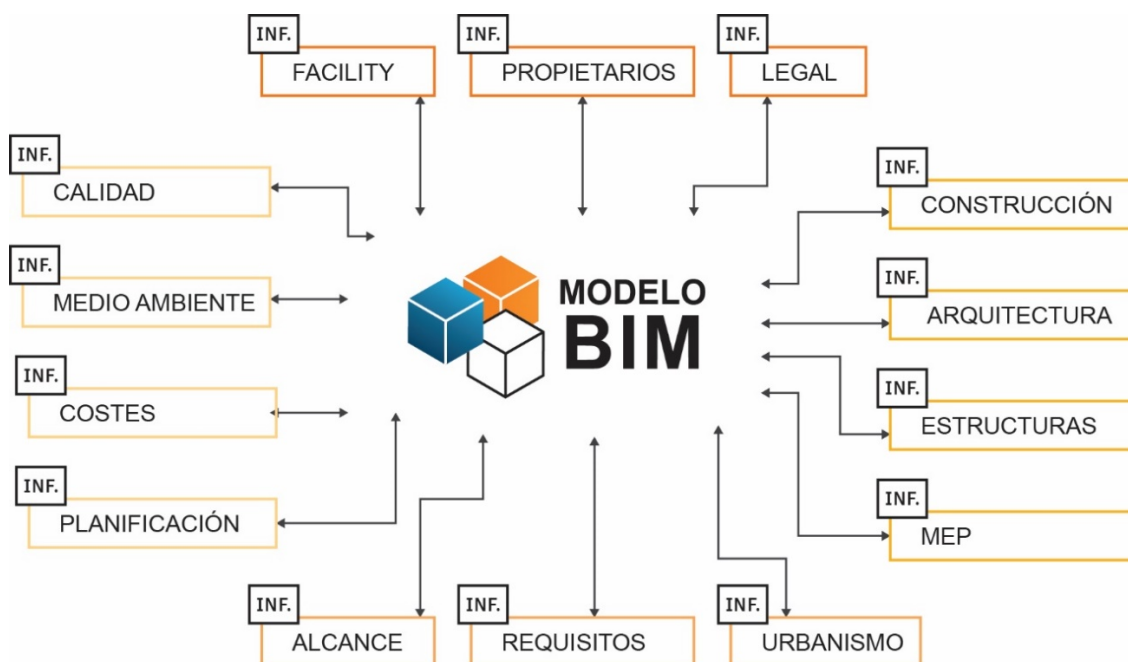 INF.
FACILITY
INF.
PROPIETARIOS
INF.
LEGAL
INF.
CALIDAD
INF.
MEDIO AMBIENTE
INF.
COSTES
INF.
PLANIFICACIÓN
MODELO
BIM
INF.
CONSTRUCCIÓN
INF.
ARQUITECTURA
INF.
ESTRUCTURAS
INF.
MEP
INF.
ALCANCE
INF.
REQUISITOS
INF.
URBANISMO